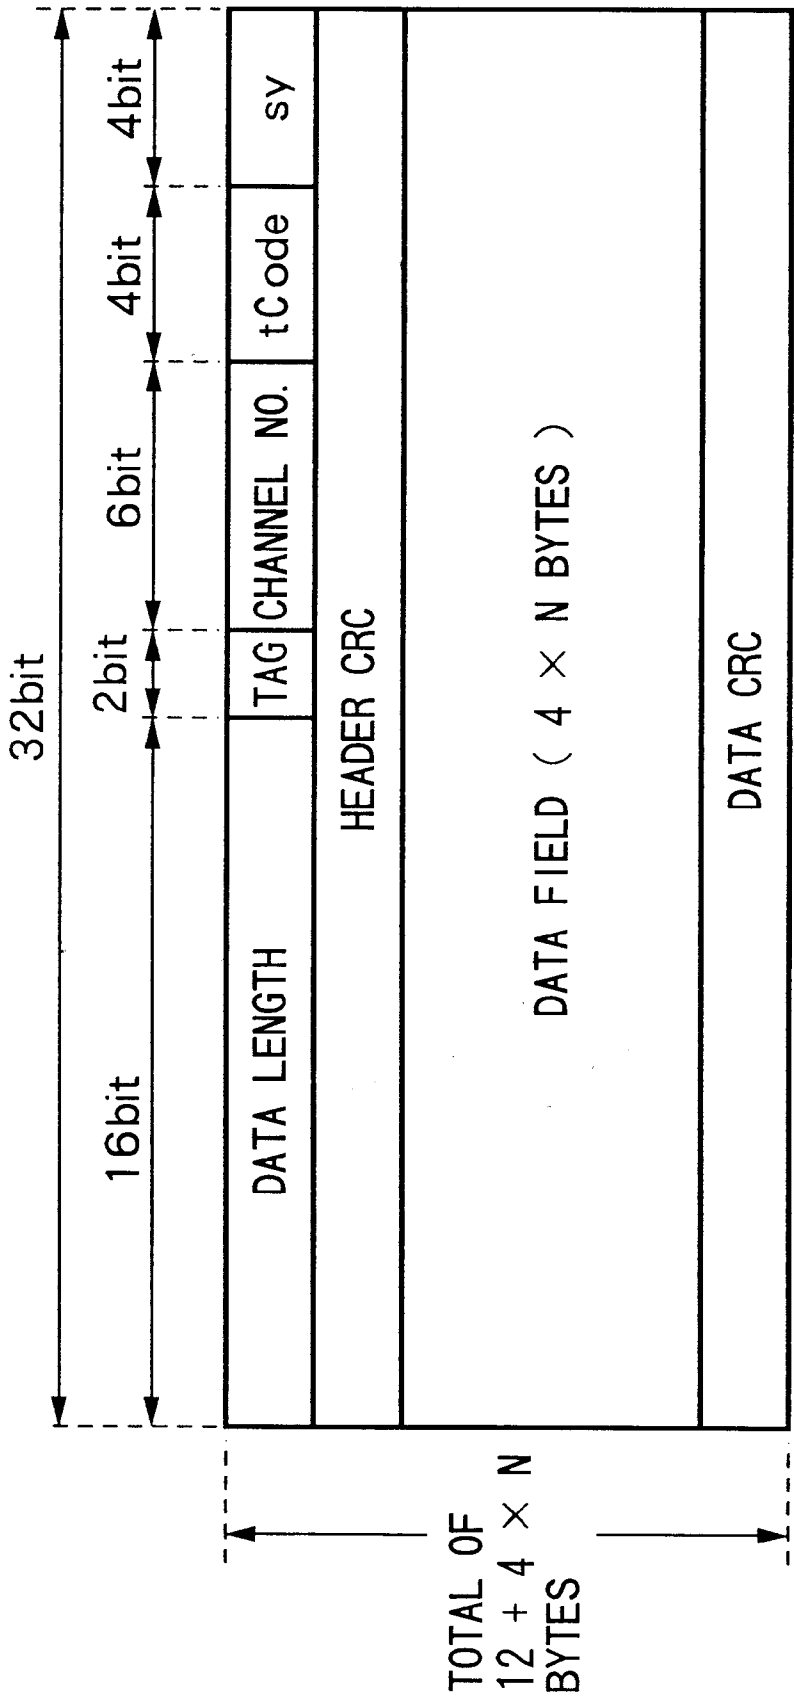 32bit
16bit
2bit
6bit
4bit
4bit
DATA LENGTH
TAG
CHANNEL NO.
tCode
sy
HEADER CRC
DATA FIELD ( 4 × N BYTES )
DATA CRC
TOTAL OF
12 + 4 × N
BYTES